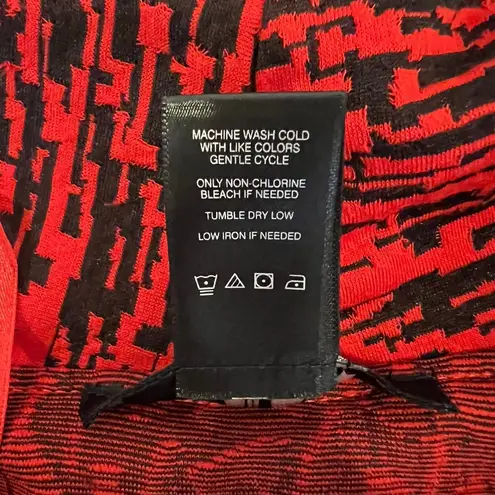 MACHINE WASH COLD
WITH LIKE COLORS
GENTLE CYCLE
ONLY NON-CHLORINE
BLEACH IF NEEDED
TUMBLE DRY LOW
LOW IRON IF NEEDED